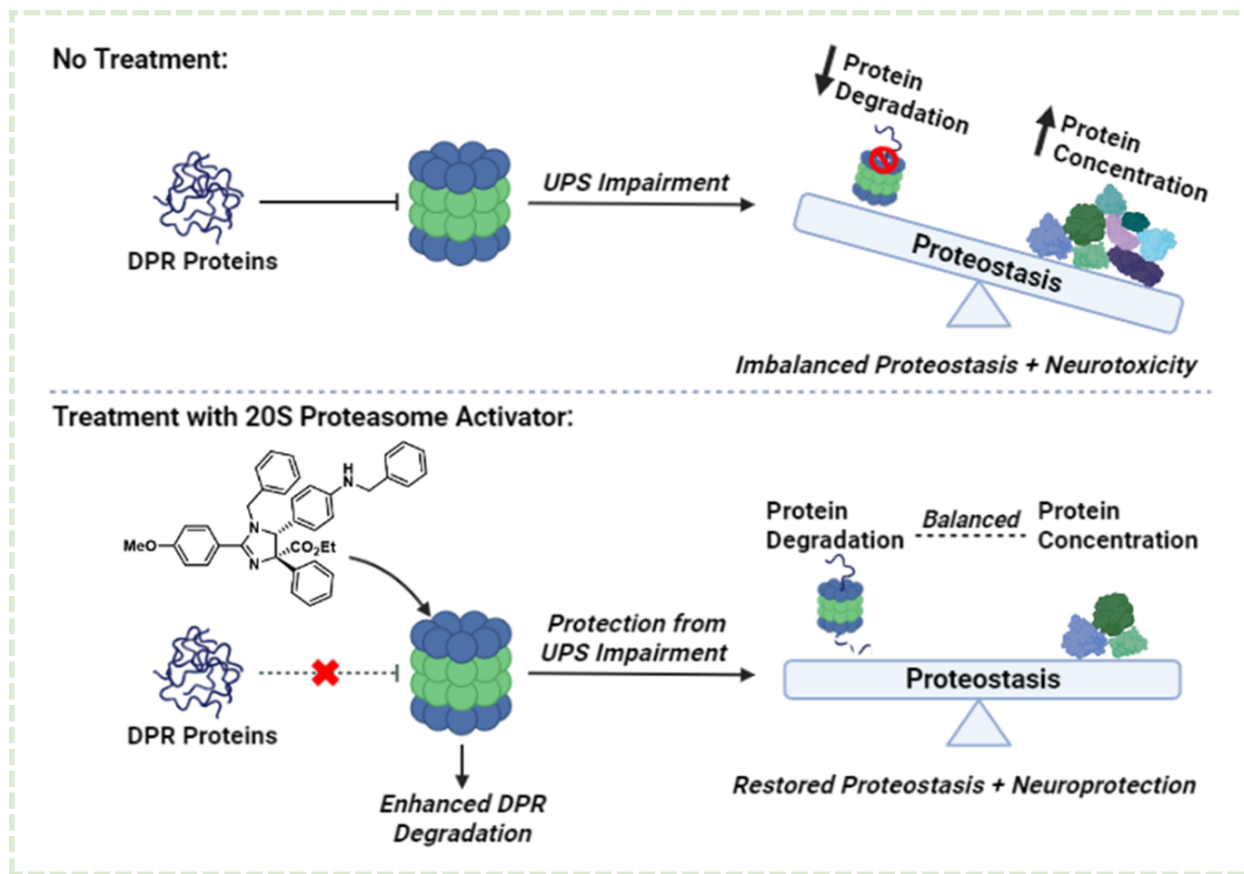 No Treatment:
Protein
Degradation
Protein
Concentration
UPS Impairment
DPR Proteins
Proteostasis
Imbalanced Proteostasis + Neurotoxicity
Treatment with 20S Proteasome Activator:
H
N
N
MeO
CO2Et
N
Protein
Degradation
Balanced
Protein
Concentration
Protection from
UPS Impairment
DPR Proteins
Proteostasis
Restored Proteostasis + Neuroprotection
Enhanced DPR
Degradation